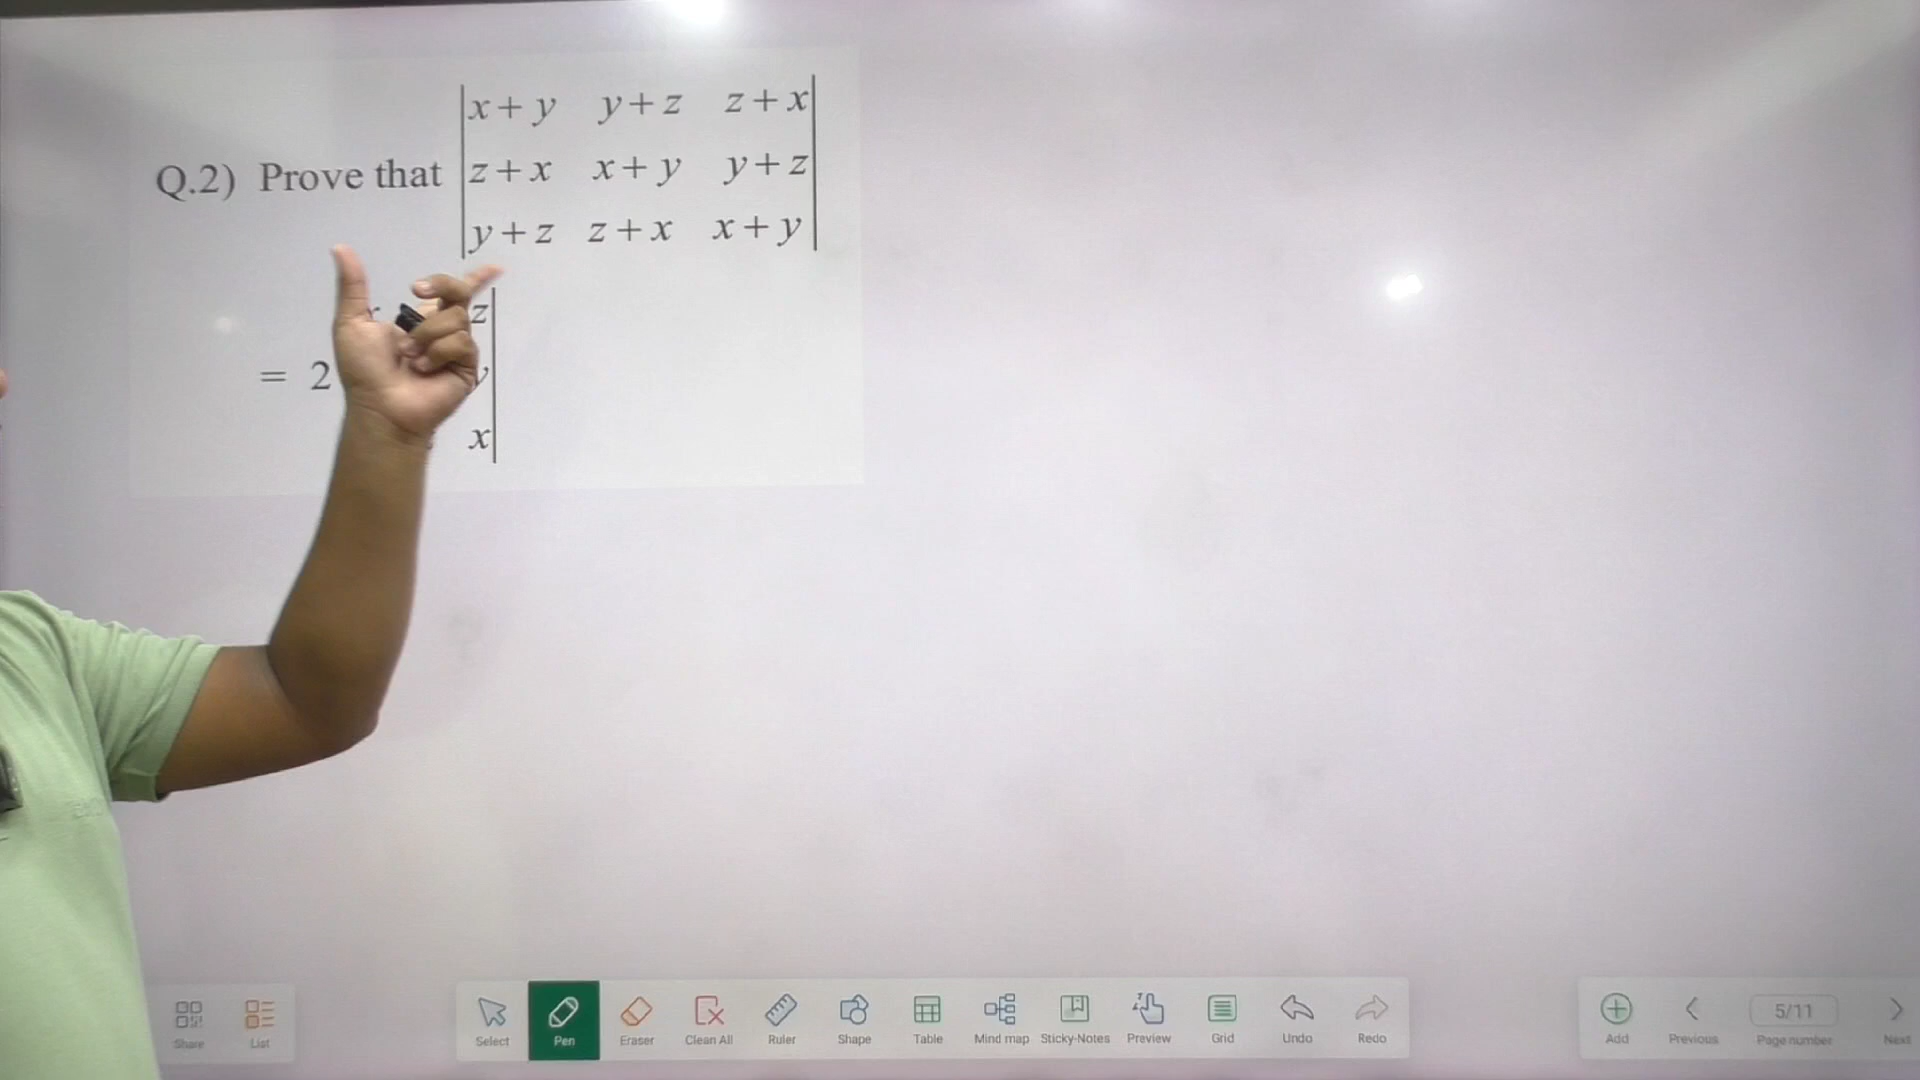 x + y y + z z + x
Q.2) Prove that z + x x + y y + z
y + z z + x x + y
z
= 2 y
x
Share List Select Pen Eraser Clean All Ruler Shape Table Mind map Sticky-Notes Preview Grid Undo Redo Add Previous 5/11 Page number Next